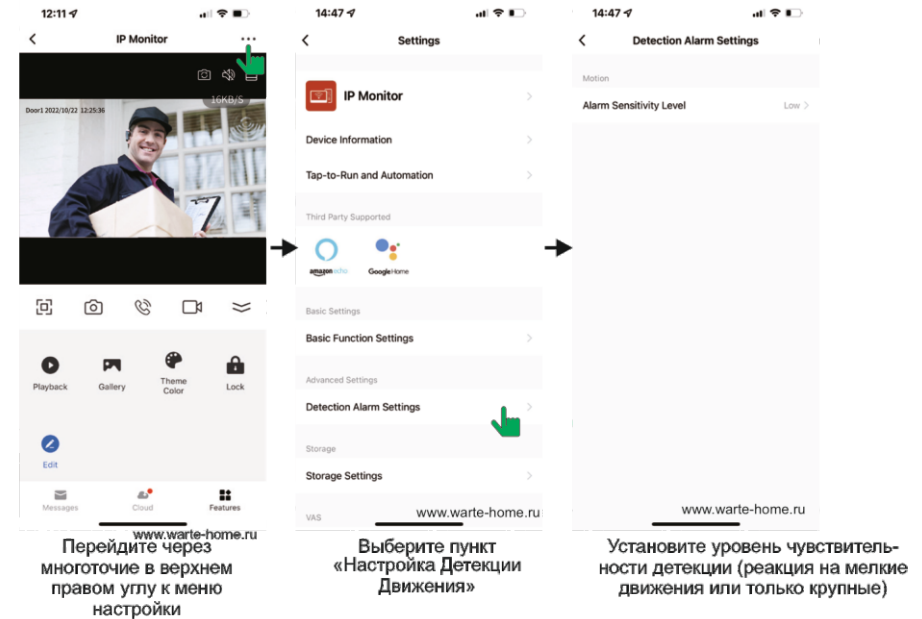 12:11
IP Monitor
...
16KB/S
Door1 2022/10/22 12:25:36
Playback
Gallery
Theme
Color
Lock
Edit
Messages
Cloud
Features
www.warte-home.ru
Перейдите через
многоточие в верхнем
правом углу к меню
настройки
14:47
Settings
IP Monitor
Device Information
Tap-to-Run and Automation
Third Party Supported
amazon echo
Google Home
Basic Settings
Basic Function Settings
Advanced Settings
Detection Alarm Settings
Storage
Storage Settings
VAS
www.warte-home.ru
Выберите пункт
«Настройка Детекции
Движения»
14:47
Detection Alarm Settings
Motion
Alarm Sensitivity Level
Low
www.warte-home.ru
Установите уровень чувствитель-
ности детекции (реакция на мелкие
движения или только крупные)